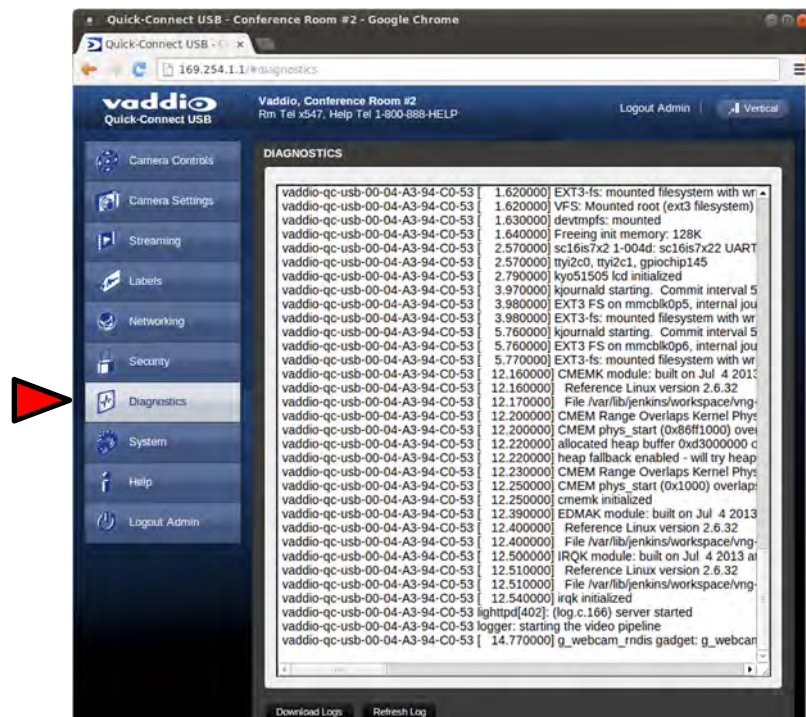 Quick-Connect USB - Conference Room #2 - Google Chrome
Quick-Connect USB -
169.254.1.1/#diagnostics
vaddio
Quick-Connect USB
Vaddio, Conference Room #2
Rm Tel x547, Help Tel 1-800-888-HELP
Logout Admin
Vertical
Camera Controls
Camera Settings
Streaming
Labels
Networking
Security
Diagnostics
System
Help
Logout Admin
DIAGNOSTICS
vaddio-qc-usb-00-04-A3-94-C0-53 [ 1.620000] EXT3-fs: mounted filesystem with wr
vaddio-qc-usb-00-04-A3-94-C0-53 [ 1.620000] VFS: Mounted root (ext3 filesystem)
vaddio-qc-usb-00-04-A3-94-C0-53 [ 1.630000] devtmpfs: mounted
vaddio-qc-usb-00-04-A3-94-C0-53 [ 1.640000] Freeing init memory: 128K
vaddio-qc-usb-00-04-A3-94-C0-53 [ 2.570000] sc16is7x2 1-004d: sc16is7x22 UART
vaddio-qc-usb-00-04-A3-94-C0-53 [ 2.570000] ttyi2c0, ttyi2c1, gpiochip145
vaddio-qc-usb-00-04-A3-94-C0-53 [ 2.790000] kyo51505 lcd initialized
vaddio-qc-usb-00-04-A3-94-C0-53 [ 3.970000] kjournald starting. Commit interval 5
vaddio-qc-usb-00-04-A3-94-C0-53 [ 3.980000] EXT3 FS on mmcblk0p5, internal jou
vaddio-qc-usb-00-04-A3-94-C0-53 [ 3.980000] EXT3-fs: mounted filesystem with wr
vaddio-qc-usb-00-04-A3-94-C0-53 [ 5.760000] kjournald starting. Commit interval 5
vaddio-qc-usb-00-04-A3-94-C0-53 [ 5.760000] EXT3 FS on mmcblk0p6, internal jou
vaddio-qc-usb-00-04-A3-94-C0-53 [ 5.770000] EXT3-fs: mounted filesystem with wr
vaddio-qc-usb-00-04-A3-94-C0-53 [ 12.160000] CMEMK module: built on Jul 4 2013
vaddio-qc-usb-00-04-A3-94-C0-53 [ 12.160000] Reference Linux version 2.6.32
vaddio-qc-usb-00-04-A3-94-C0-53 [ 12.170000] File /var/lib/jenkins/workspace/vng-
vaddio-qc-usb-00-04-A3-94-C0-53 [ 12.200000] CMEM Range Overlaps Kernel Phys
vaddio-qc-usb-00-04-A3-94-C0-53 [ 12.200000] CMEM phys_start (0x86ff1000) over
vaddio-qc-usb-00-04-A3-94-C0-53 [ 12.220000] allocated heap buffer 0xd3000000 o
vaddio-qc-usb-00-04-A3-94-C0-53 [ 12.220000] heap fallback enabled - will try heap
vaddio-qc-usb-00-04-A3-94-C0-53 [ 12.230000] CMEM Range Overlaps Kernel Phys
vaddio-qc-usb-00-04-A3-94-C0-53 [ 12.250000] CMEM phys_start (0x1000) overlaps
vaddio-qc-usb-00-04-A3-94-C0-53 [ 12.250000] cmemk initialized
vaddio-qc-usb-00-04-A3-94-C0-53 [ 12.390000] EDMAK module: built on Jul 4 2013
vaddio-qc-usb-00-04-A3-94-C0-53 [ 12.400000] Reference Linux version 2.6.32
vaddio-qc-usb-00-04-A3-94-C0-53 [ 12.400000] File /var/lib/jenkins/workspace/vng-
vaddio-qc-usb-00-04-A3-94-C0-53 [ 12.500000] IRQK module: built on Jul 4 2013 at
vaddio-qc-usb-00-04-A3-94-C0-53 [ 12.510000] Reference Linux version 2.6.32
vaddio-qc-usb-00-04-A3-94-C0-53 [ 12.510000] File /var/lib/jenkins/workspace/vng-
vaddio-qc-usb-00-04-A3-94-C0-53 [ 12.540000] irqk initialized
vaddio-qc-usb-00-04-A3-94-C0-53 lighttpd[402]: (log.c.166) server started
vaddio-qc-usb-00-04-A3-94-C0-53 logger: starting the video pipeline
vaddio-qc-usb-00-04-A3-94-C0-53 [ 14.770000] g_webcam_rndis gadget: g_webcam
Download Logs
Refresh Log